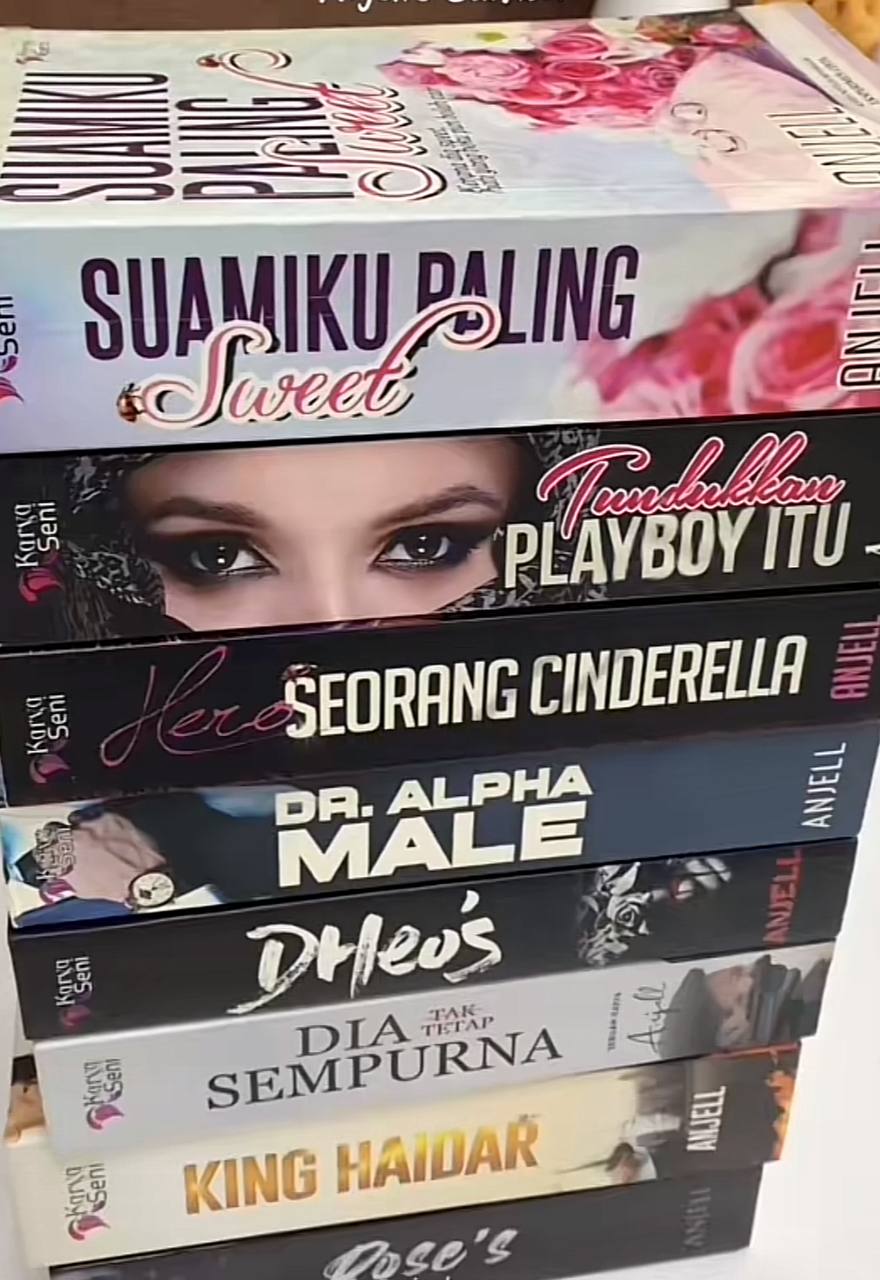 SUAMIKU
PALING
Sweet
ANJELL
Seni
SUAMIKU PALING
Sweet
ANJELL
Karya
Seni
Tundukkan
PLAYBOY ITU
A
Karya
Seni
Hero SEORANG CINDERELLA
ANJELL
Karya
Seni
DR. ALPHA
MALE
ANJELL
Karya
Seni
DHeo's
ANJELL
Karya
Seni
DIA TAK TETAP
SEMPURNA
Anjell
Karya
Seni
KING HAIDAR
ANJELL
Rose's
ANJELL